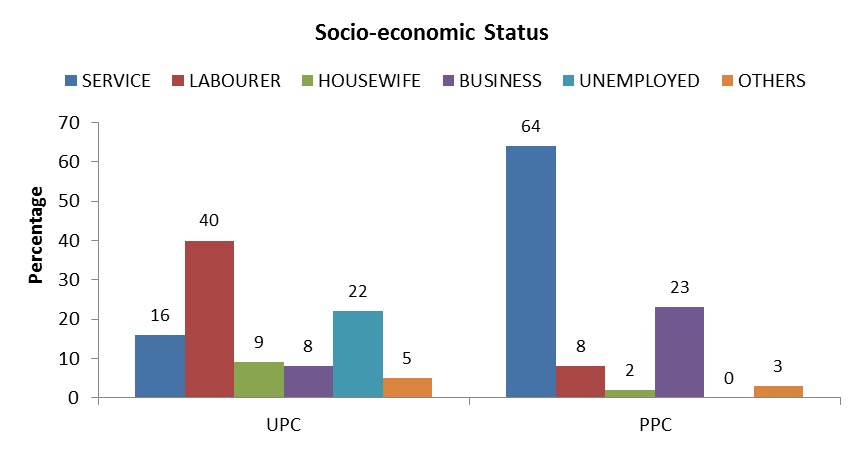 Socio-economic Status
SERVICE LABOURER HOUSEWIFE BUSINESS UNEMPLOYED OTHERS
Percentage
70
60
50
40
30
20
10
0
16 40 9 8 22 5
64 8 2 23 0 3
UPC PPC